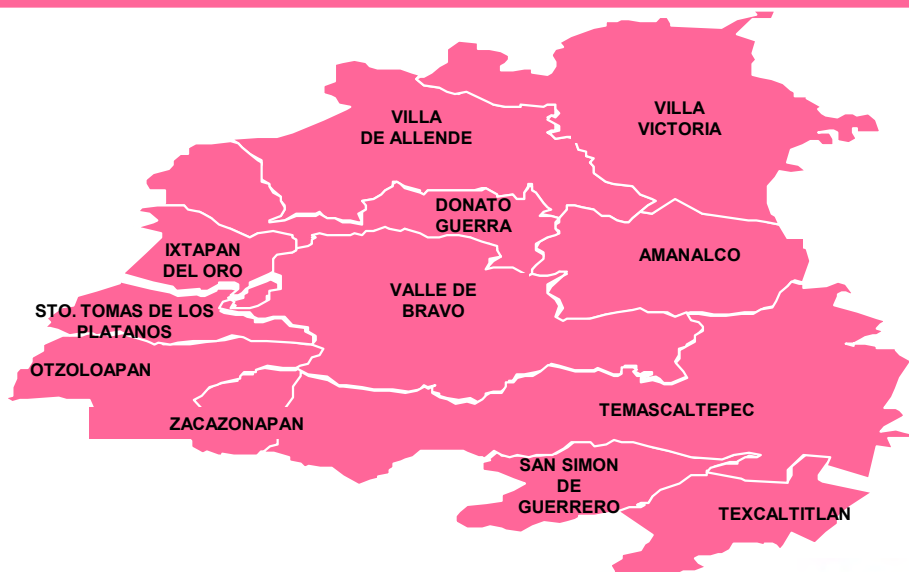 VILLA
DE ALLENDE
VILLA
VICTORIA
DONATO
GUERRA
IXTAPAN
DEL ORO
AMANALCO
VALLE DE
BRAVO
STO. TOMAS DE LOS
PLATANOS
OTZOLOAPAN
ZACAZONAPAN
TEMASCALTEPEC
SAN SIMON
DE
GUERRERO
TEXCALTITLAN